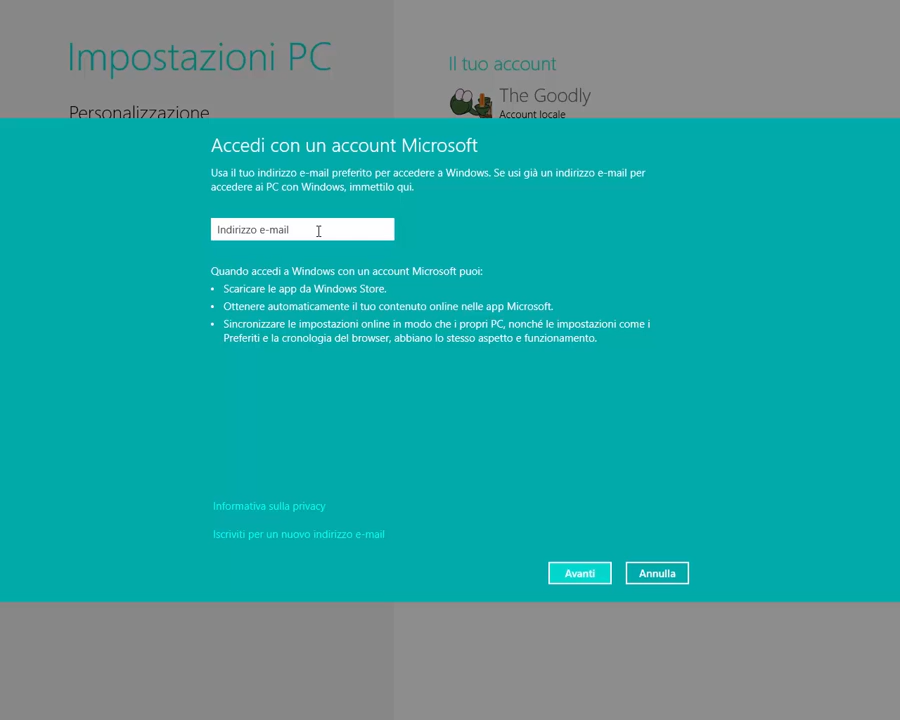 Impostazioni PC
Personalizzazione
Il tuo account
The Goodly
Account locale
Accedi con un account Microsoft
Usa il tuo indirizzo e-mail preferito per accedere a Windows. Se usi già un indirizzo e-mail per
accedere ai PC con Windows, immettilo qui.
Indirizzo e-mail
Quando accedi a Windows con un account Microsoft puoi:
• Scaricare le app da Windows Store.
• Ottenere automaticamente il tuo contenuto online nelle app Microsoft.
• Sincronizzare le impostazioni online in modo che i propri PC, nonché le impostazioni come i
Preferiti e la cronologia del browser, abbiano lo stesso aspetto e funzionamento.
Informativa sulla privacy
Iscriviti per un nuovo indirizzo e-mail
Avanti
Annulla